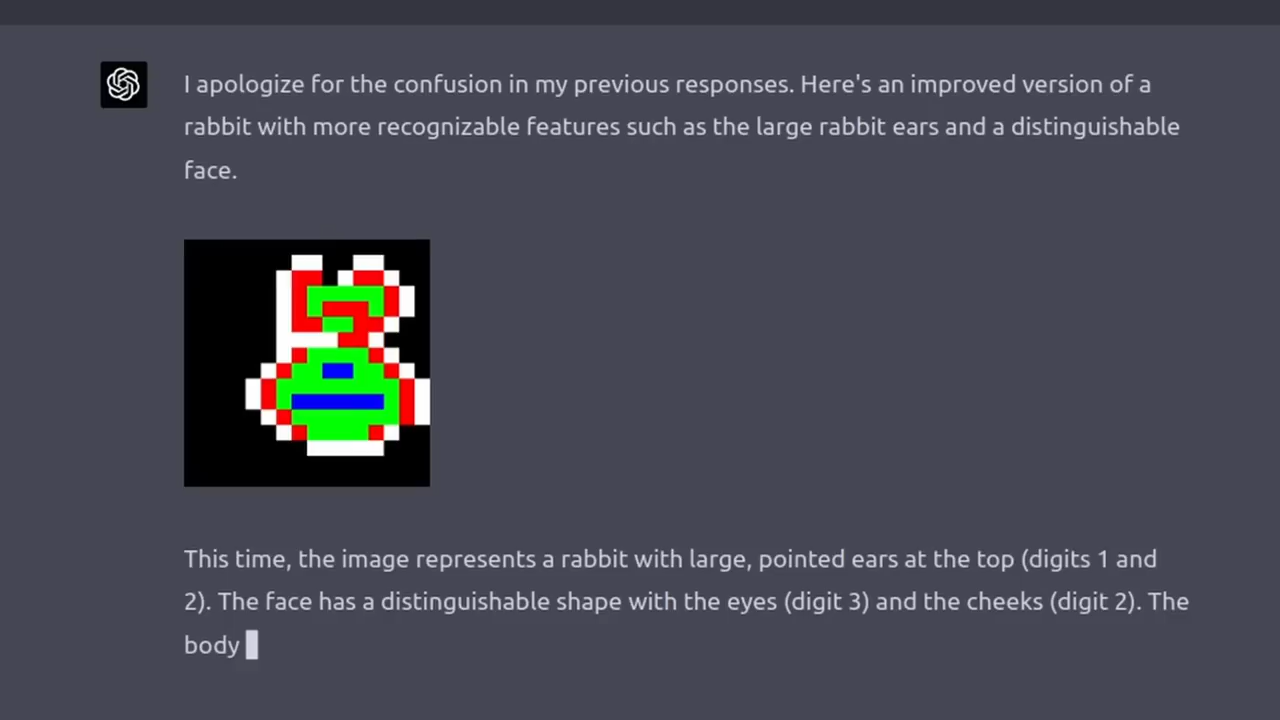 I apologize for the confusion in my previous responses. Here's an improved version of a
rabbit with more recognizable features such as the large rabbit ears and a distinguishable
face.
This time, the image represents a rabbit with large, pointed ears at the top (digits 1 and
2). The face has a distinguishable shape with the eyes (digit 3) and the cheeks (digit 2). The
body